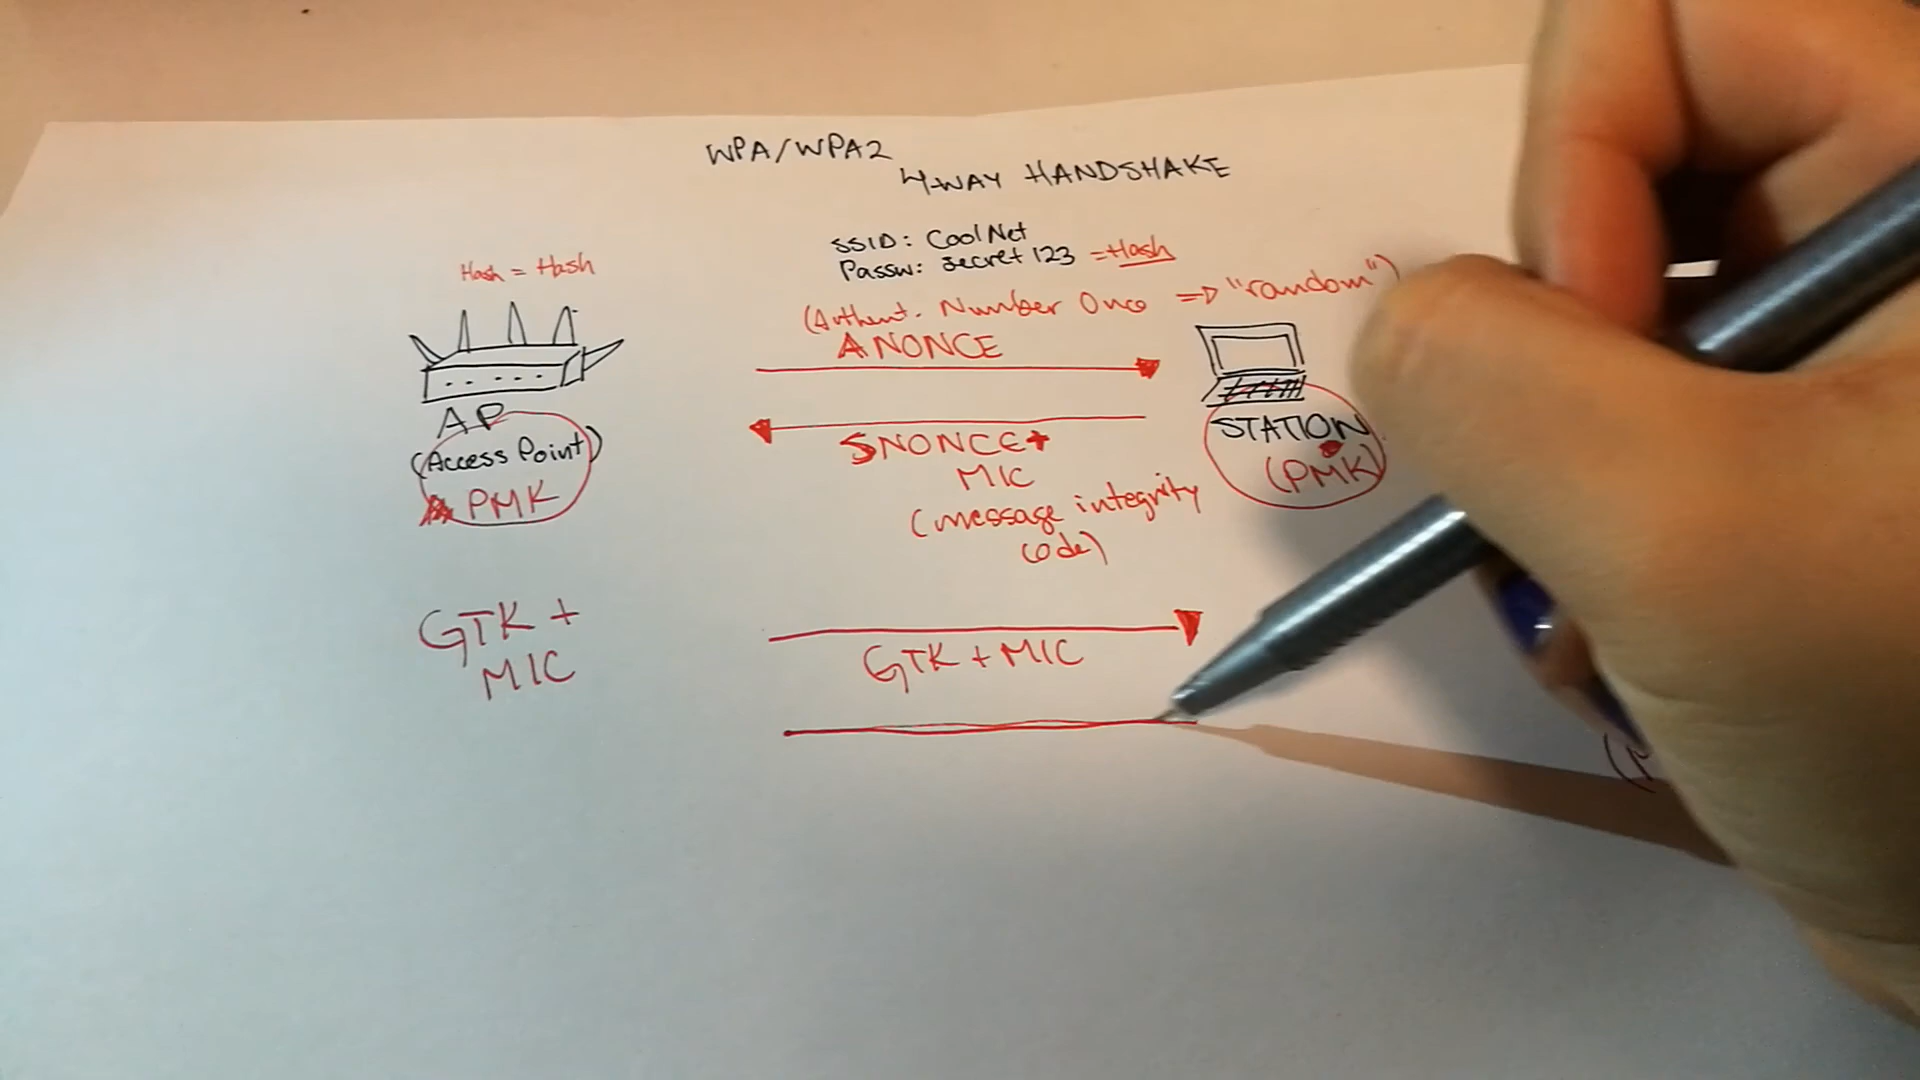 WPA/WPA2
4-WAY HANDSHAKE
SSID: CoolNet
Passw: secret123 =Hash
Hash = Hash
(Authent. Number Once => "random")
ANONCE
AP
(Access Point)
PMK
SNONCE+
MIC
(message integrity
code)
STATION
(PMK)
GTK +
MIC
GTK + MIC